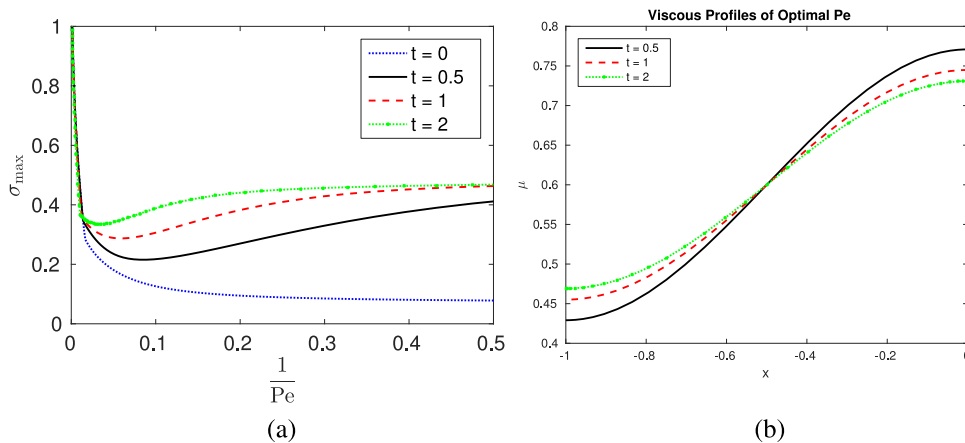 1
0.8
0.6
0.4
0.2
0
σmax
t = 0
t = 0.5
t = 1
t = 2
0 0.1 0.2 0.3 0.4 0.5
1
Pe
(a)
Viscous Profiles of Optimal Pe
t = 0.5
t = 1
t = 2
0.75
0.7
0.65
0.6
0.55
0.5
0.45
0.4
μ
-1 -0.8 -0.6 -0.4 -0.2 0
x
(b)